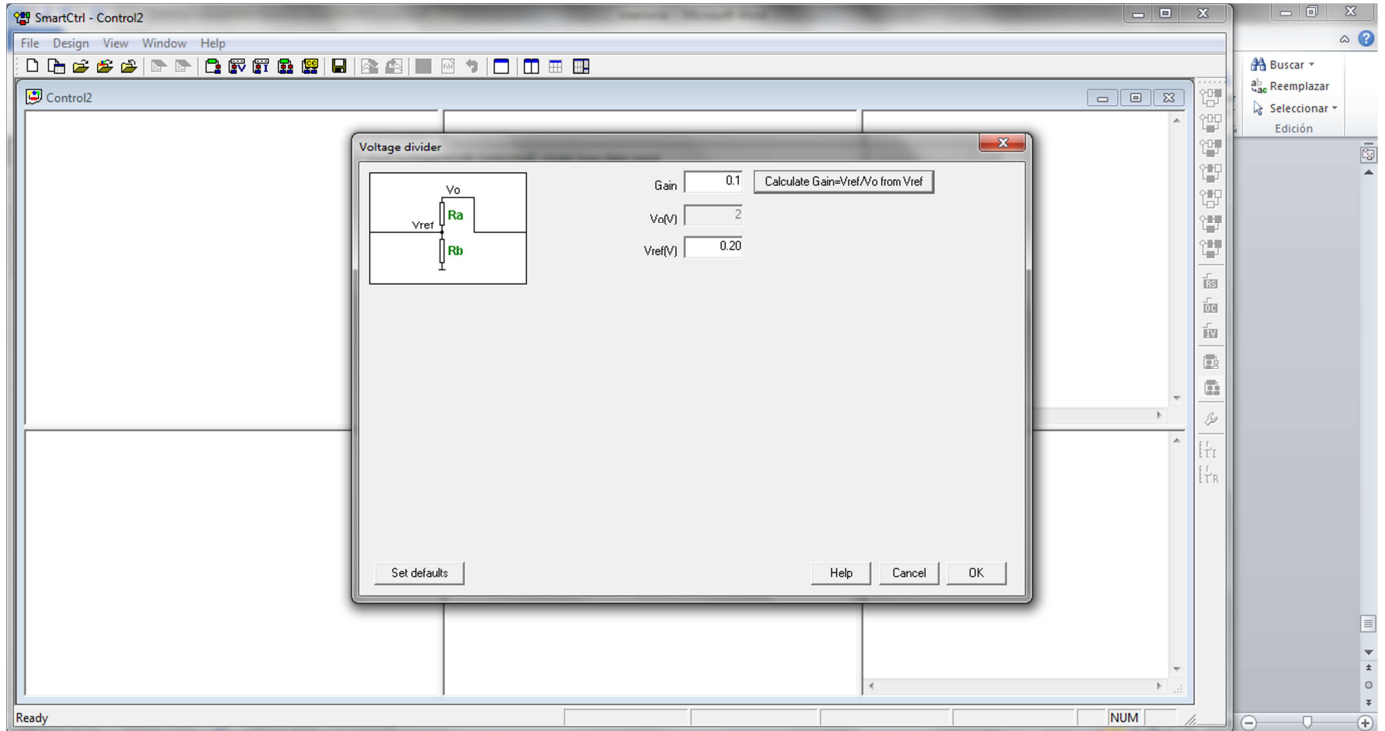 SmartCtrl - Control2
File Design View Window Help
Buscar
Reemplazar
Seleccionar
Edición
Control2
Voltage divider
Vo
Ra
Vref
Rb
Gain 0.1 Calculate Gain=Vref/Vo from Vref
Vo(V) 2
Vref(V) 0.20
Set defaults Help Cancel OK
Ready NUM